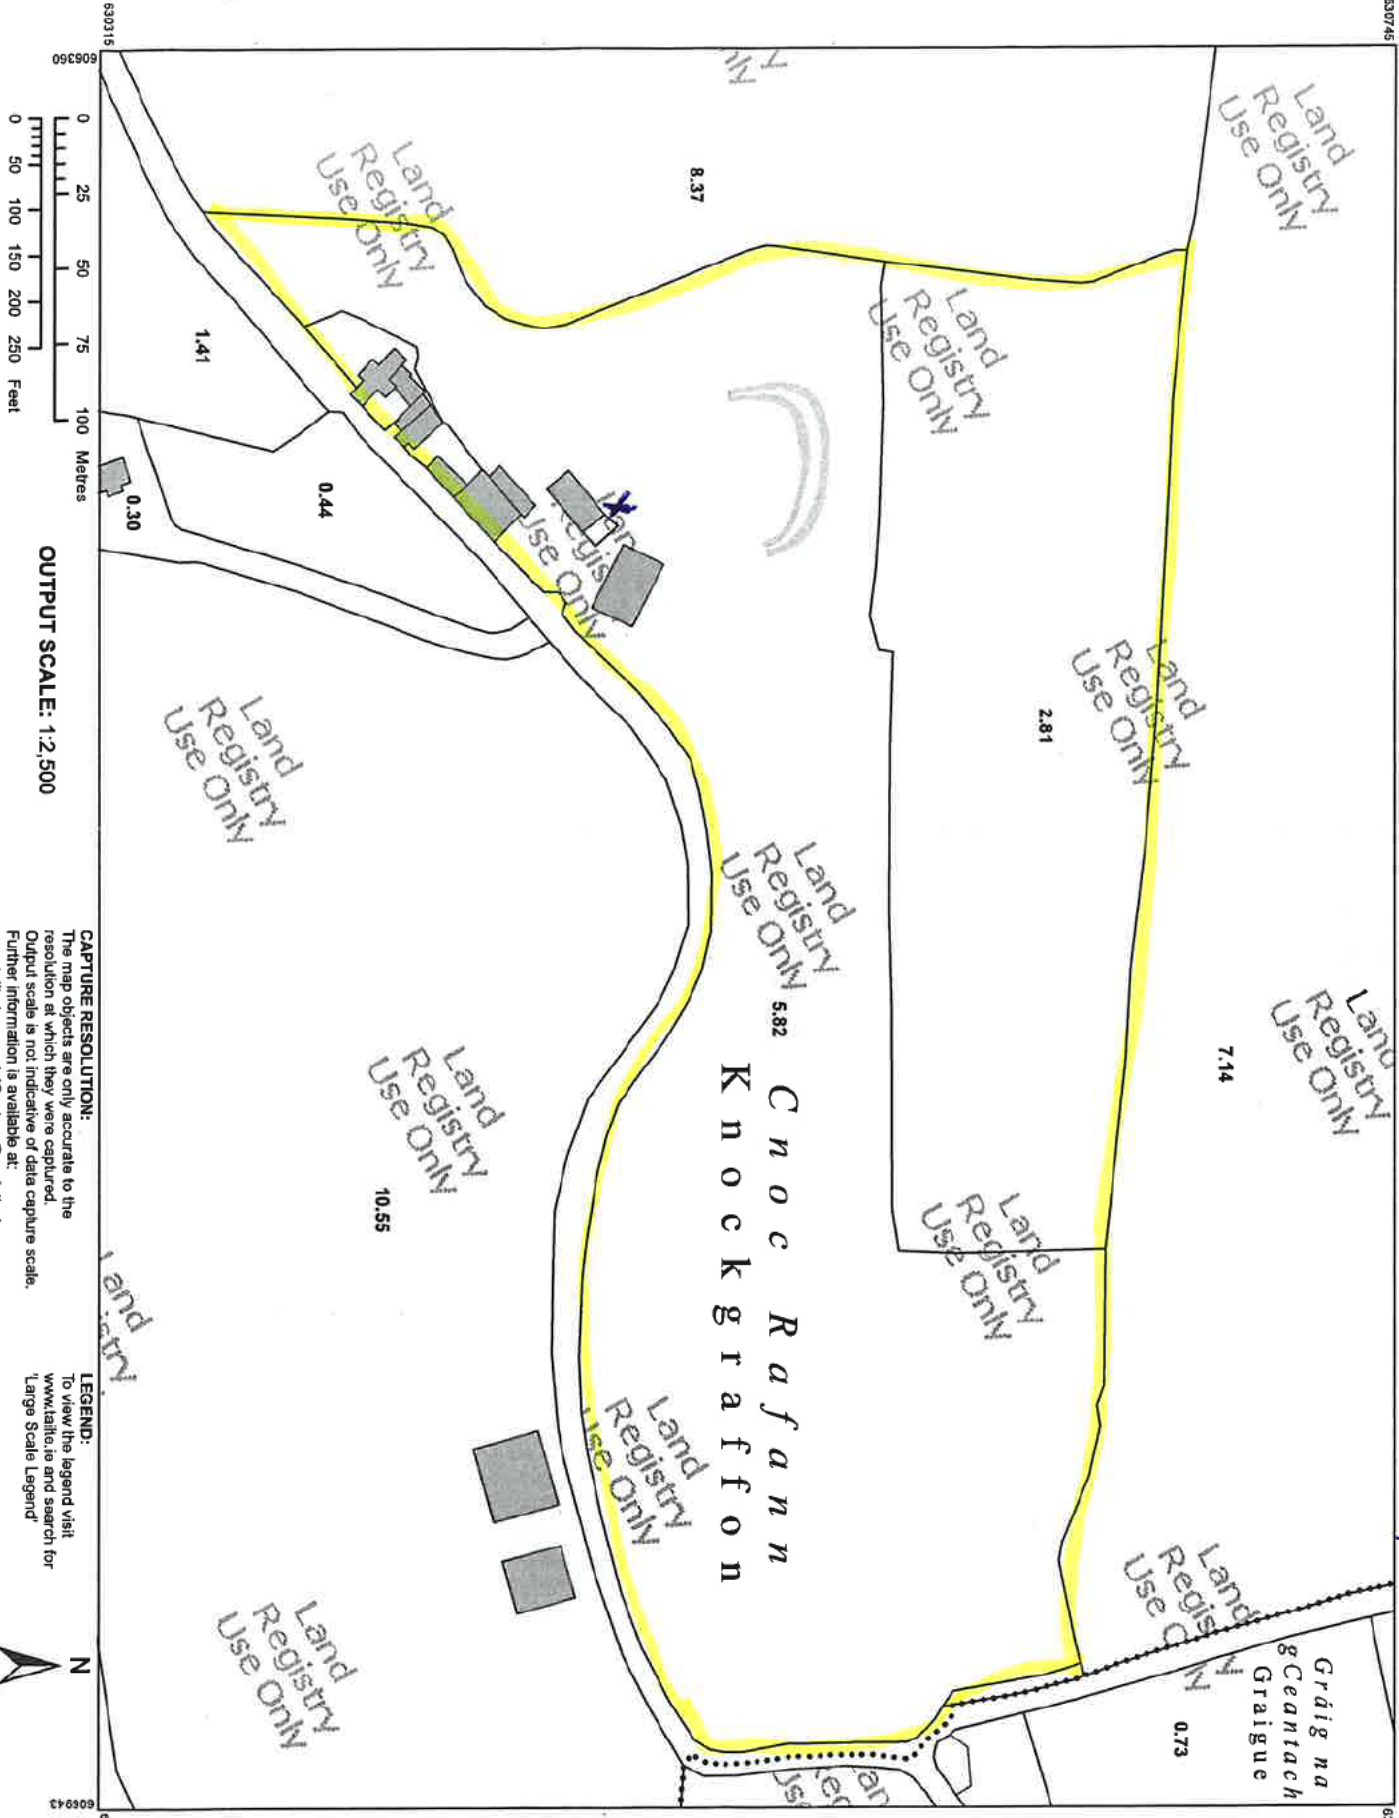 630315
609360
630745
Land
Registry
Use Only
8.37
Land
Registry
Use Only
Land
Registry
Use Only
1.41
0.44
0.30
2.81
Land
Registry
Use Only
Land
Registry
Use Only
Land
Registry
Use Only
5.82
Cnoc Rafann
Knockgraffon
7.14
Land
Registry
Use Only
Land
Registry
Use Only
Land
Registry
Use Only
10.55
Land
Registry
Use Only
Land
Registry
Use Only
Gráig na
gCeantach
Graigue
0.73
0 25 50 75 100 Metres
0 50 100 150 200 250 Feet
OUTPUT SCALE: 1:2,500
CAPTURE RESOLUTION:
The map objects are only accurate to the
resolution at which they were captured.
Output scale is not indicative of data capture scale.
Further information is available at:
LEGEND:
To view the legend visit
www.tailte.ie and search for
'Large Scale Legend'
N
609943